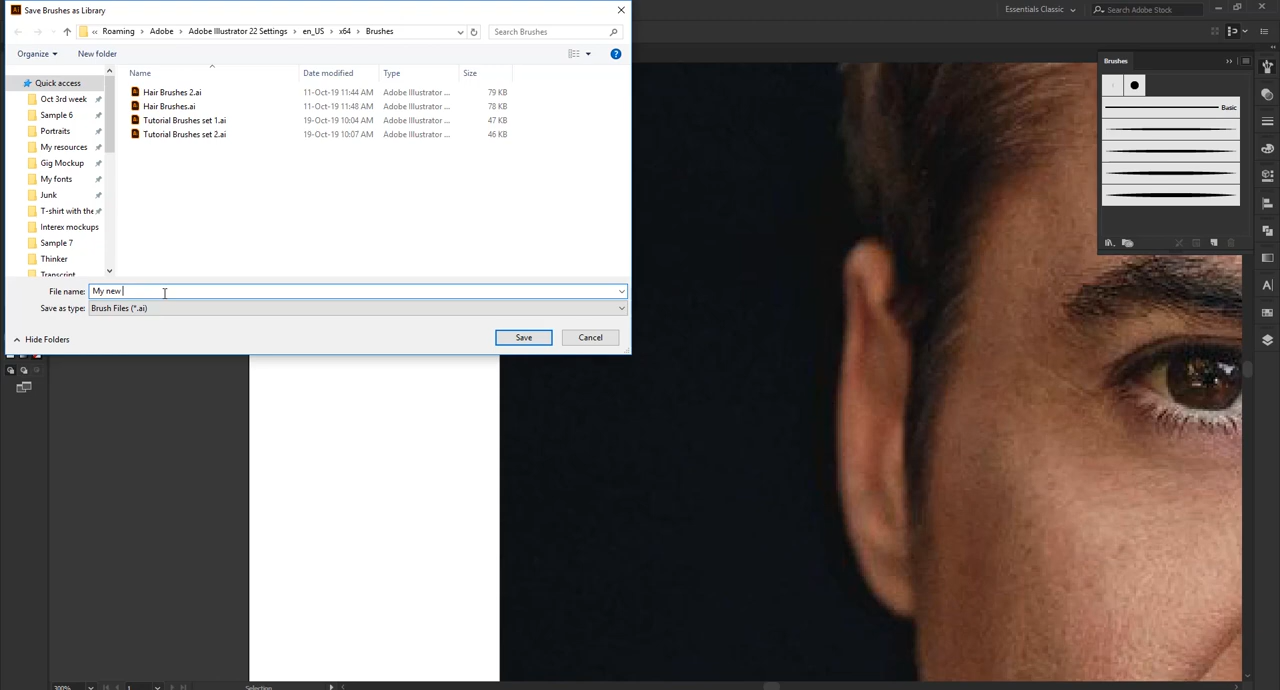 Save Brushes as Library
Essentials Classic
Search Adobe Stock
« Roaming > Adobe > Adobe Illustrator 22 Settings > en_US > x64 > Brushes
Search Brushes
Organize
New folder
Name Date modified Type Size
Quick access
Oct 3rd week
Sample 6
Portraits
My resources
Gig Mockup
My fonts
Junk
T-shirt with the
Interex mockups
Sample 7
Thinker
Transcript
Hair Brushes 2.ai 11-Oct-19 11:44 AM Adobe Illustrator ... 79 KB
Hair Brushes.ai 11-Oct-19 11:48 AM Adobe Illustrator ... 78 KB
Tutorial Brushes set 1.ai 19-Oct-19 10:04 AM Adobe Illustrator ... 47 KB
Tutorial Brushes set 2.ai 19-Oct-19 10:07 AM Adobe Illustrator ... 46 KB
File name: My new
Save as type: Brush Files (*.ai)
Hide Folders
Save
Cancel
Brushes
Basic
300%
1
Selection